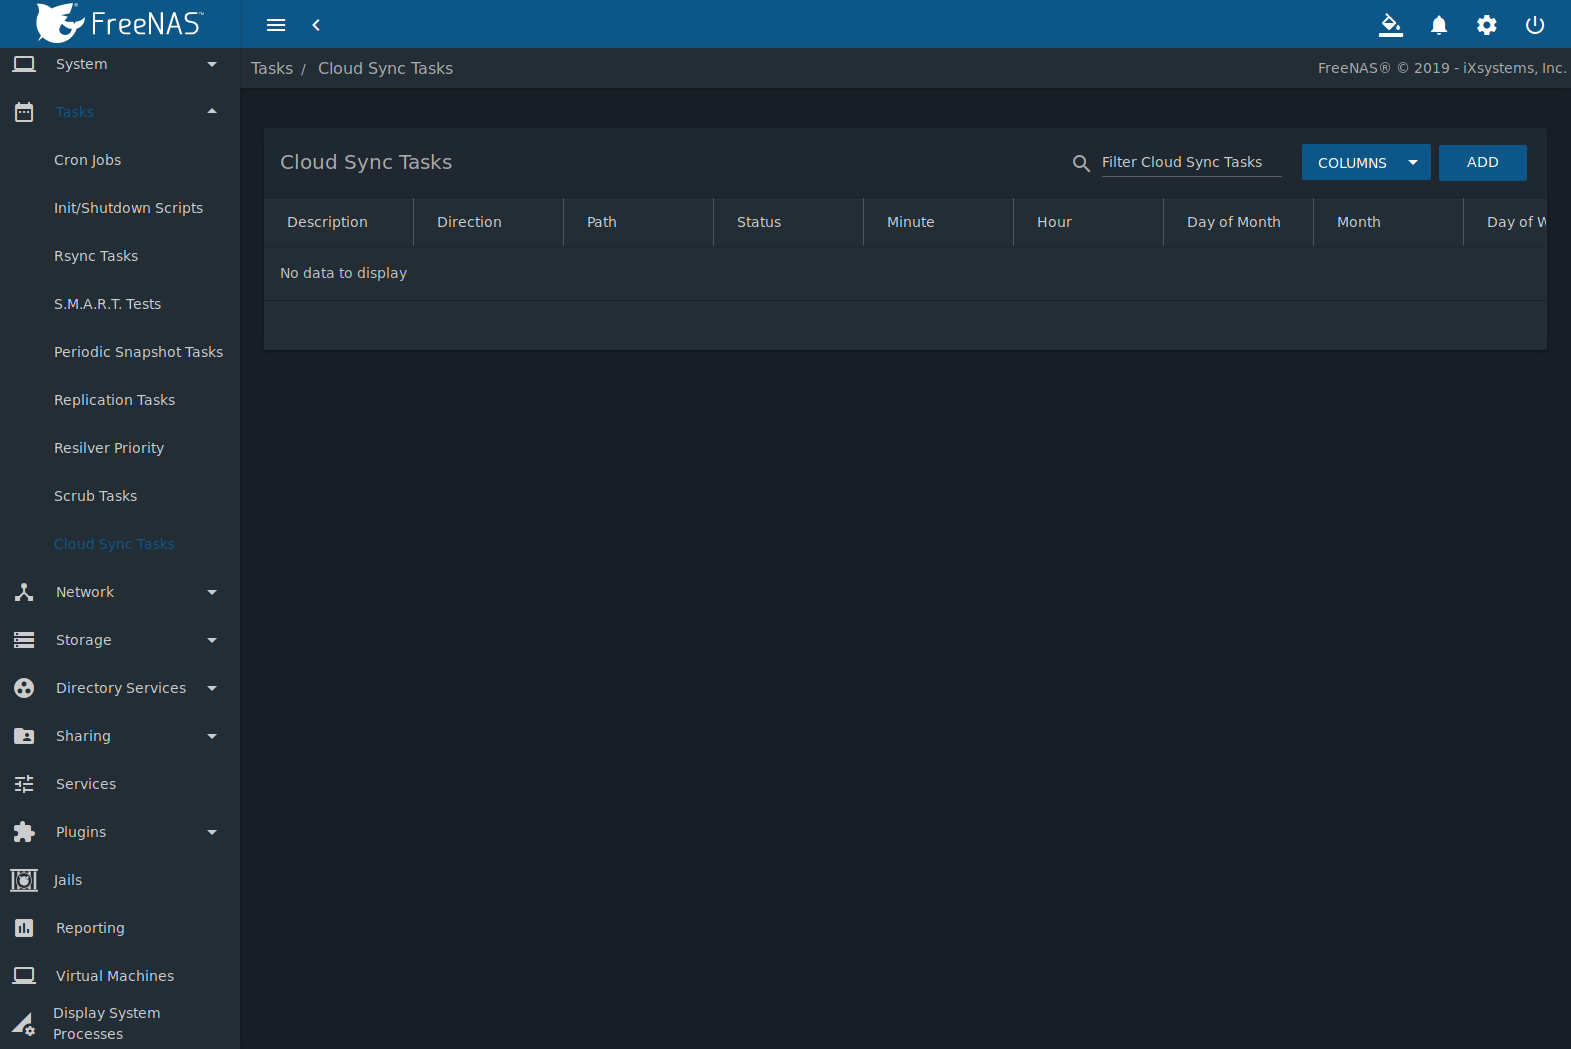 FreeNAS™
System
Tasks / Cloud Sync Tasks
FreeNAS® © 2019 - iXsystems, Inc.
Tasks
Cron Jobs
Init/Shutdown Scripts
Rsync Tasks
S.M.A.R.T. Tests
Periodic Snapshot Tasks
Replication Tasks
Resilver Priority
Scrub Tasks
Cloud Sync Tasks
Network
Storage
Directory Services
Sharing
Services
Plugins
Jails
Reporting
Virtual Machines
Display System
Processes
Cloud Sync Tasks
Filter Cloud Sync Tasks
COLUMNS
ADD
Description Direction Path Status Minute Hour Day of Month Month Day of W
No data to display